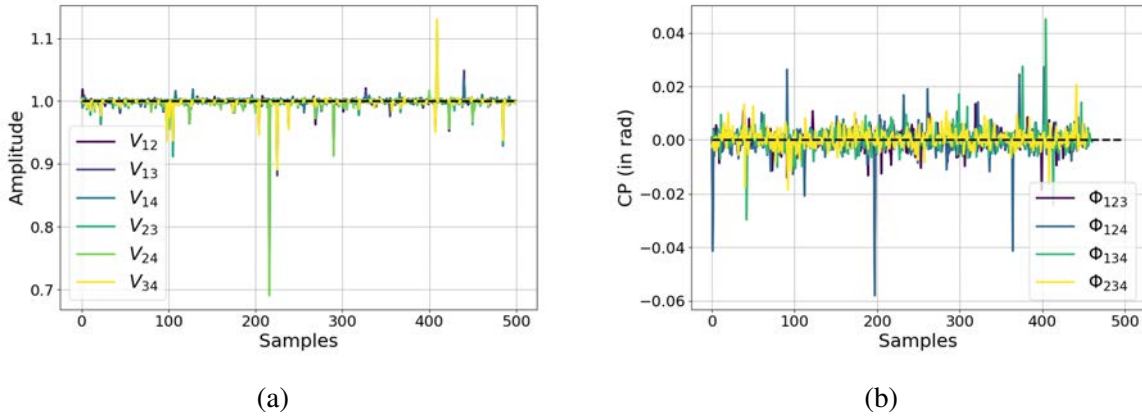 1.1
1.0
0.9
0.8
0.7
Amplitude
V₁₂
V₁₃
V₁₄
V₂₃
V₂₄
V₃₄
0 100 200 300 400 500
Samples
(a)
0.04
0.02
0.00
−0.02
−0.04
−0.06
CP (in rad)
Φ₁₂₃
Φ₁₂₄
Φ₁₃₄
Φ₂₃₄
0 100 200 300 400 500
Samples
(b)